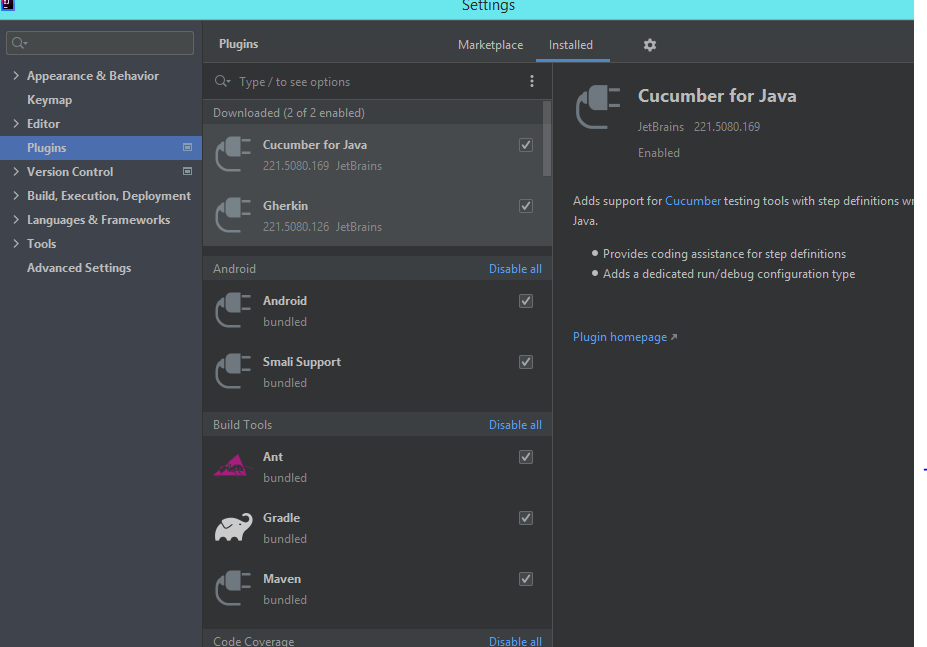 Settings
Plugins
Marketplace
Installed
Appearance & Behavior
Keymap
Editor
Plugins
Version Control
Build, Execution, Deployment
Languages & Frameworks
Tools
Advanced Settings
Type / to see options
Downloaded (2 of 2 enabled)
Cucumber for Java
221.5080.169 JetBrains
Gherkin
221.5080.126 JetBrains
Android Disable all
Android
bundled
Smali Support
bundled
Build Tools Disable all
Ant
bundled
Gradle
bundled
Maven
bundled
Code Coverage Disable all
Cucumber for Java
JetBrains 221.5080.169
Enabled
Adds support for Cucumber testing tools with step definitions wr
Java.
Provides coding assistance for step definitions
Adds a dedicated run/debug configuration type
Plugin homepage ↗